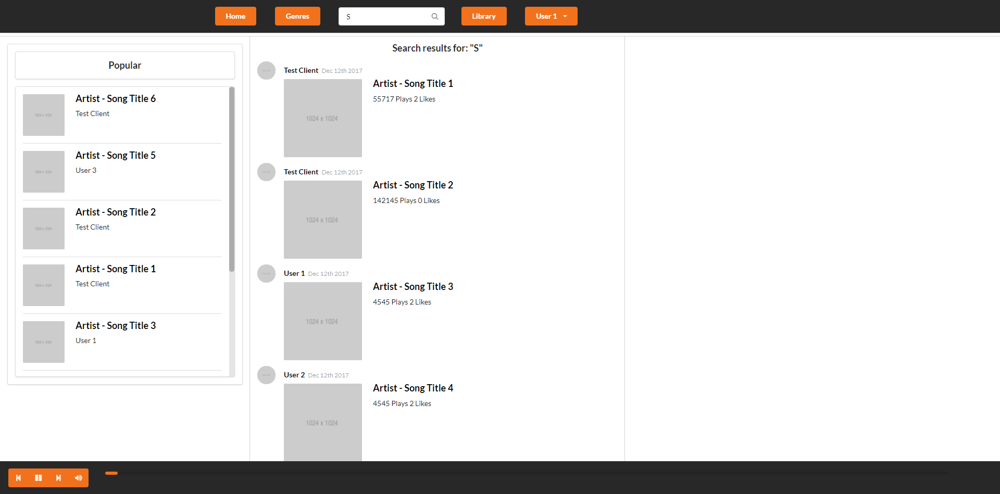 Home Genres S Library User 1
Popular
1024 x 1024
Artist - Song Title 6
Test Client
1024 x 1024
Artist - Song Title 5
User 3
1024 x 1024
Artist - Song Title 2
Test Client
1024 x 1024
Artist - Song Title 1
Test Client
1024 x 1024
Artist - Song Title 3
User 1
Search results for: "S"
Test Client Dec 12th 2017
1024 x 1024
Artist - Song Title 1
55717 Plays 2 Likes
Test Client Dec 12th 2017
1024 x 1024
Artist - Song Title 2
142145 Plays 0 Likes
User 1 Dec 12th 2017
1024 x 1024
Artist - Song Title 3
4545 Plays 2 Likes
User 2 Dec 12th 2017
1024 x 1024
Artist - Song Title 4
4545 Plays 2 Likes